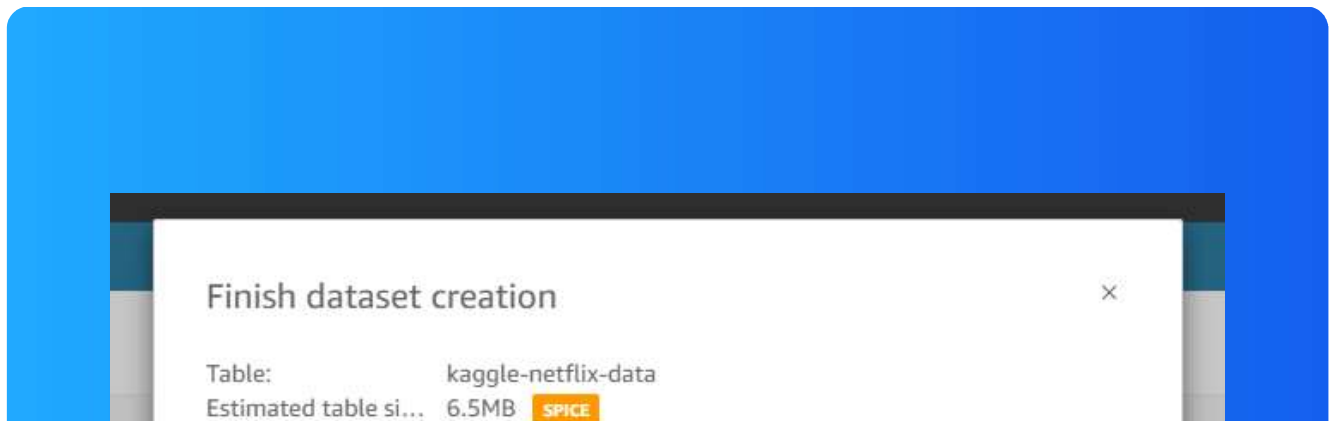 Finish dataset creation ×
Table: kaggle-netflix-data
Estimated table si... 6.5MB SPICE